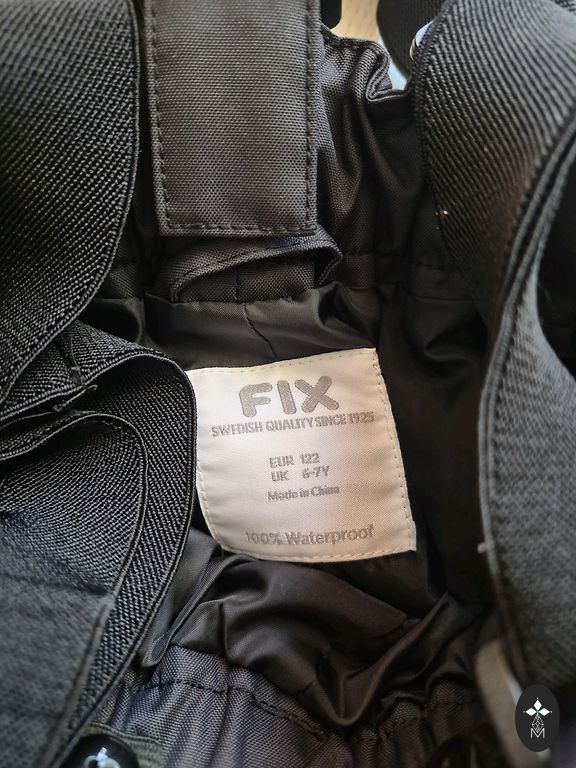 FIX
SWEDISH QUALITY SINCE 1925
EUR 122
UK 6-7Y
Made in China
100% Waterproof
M